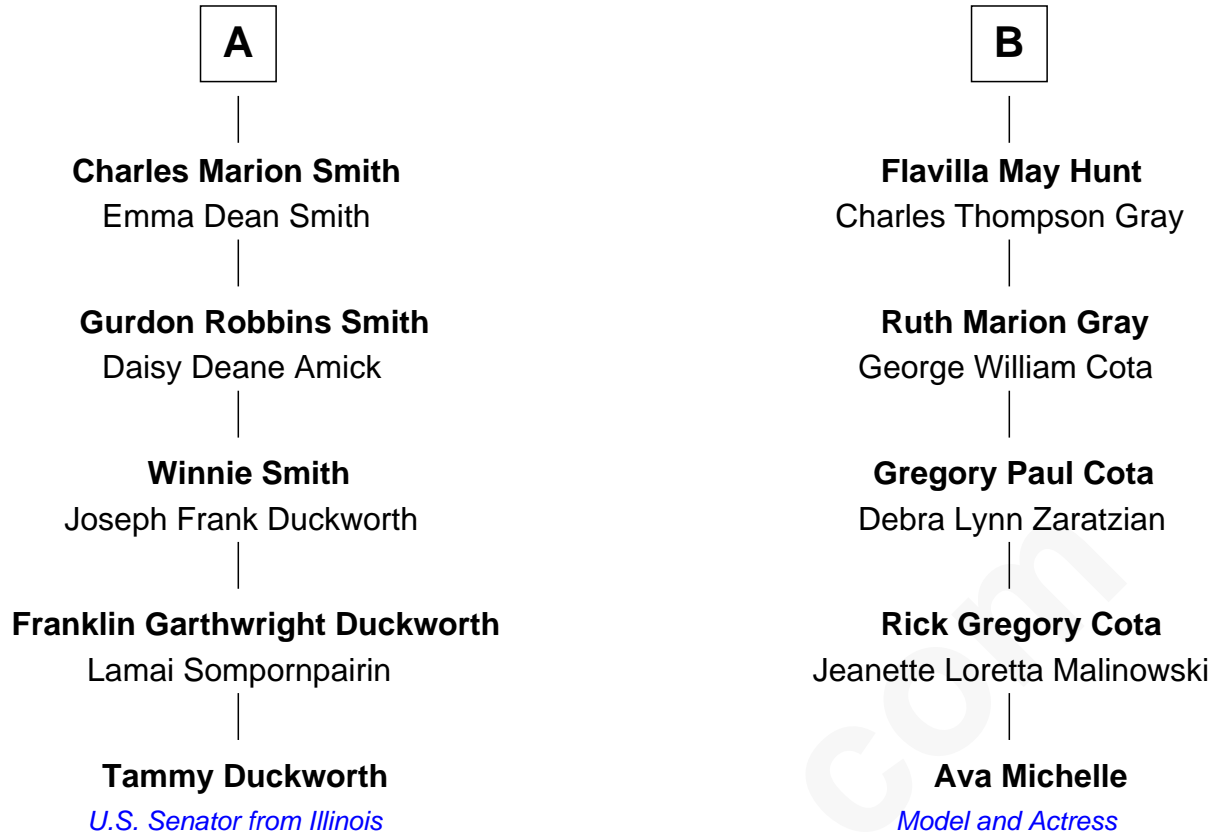 A
Charles Marion Smith
Emma Dean Smith
Gurdon Robbins Smith
Daisy Deane Amick
Winnie Smith
Joseph Frank Duckworth
Franklin Garthwright Duckworth
Lamai Sompornpairin
Tammy Duckworth
U.S. Senator from Illinois
B
Flavilla May Hunt
Charles Thompson Gray
Ruth Marion Gray
George William Cota
Gregory Paul Cota
Debra Lynn Zaratzian
Rick Gregory Cota
Jeanette Loretta Malinowski
Ava Michelle
Model and Actress
com